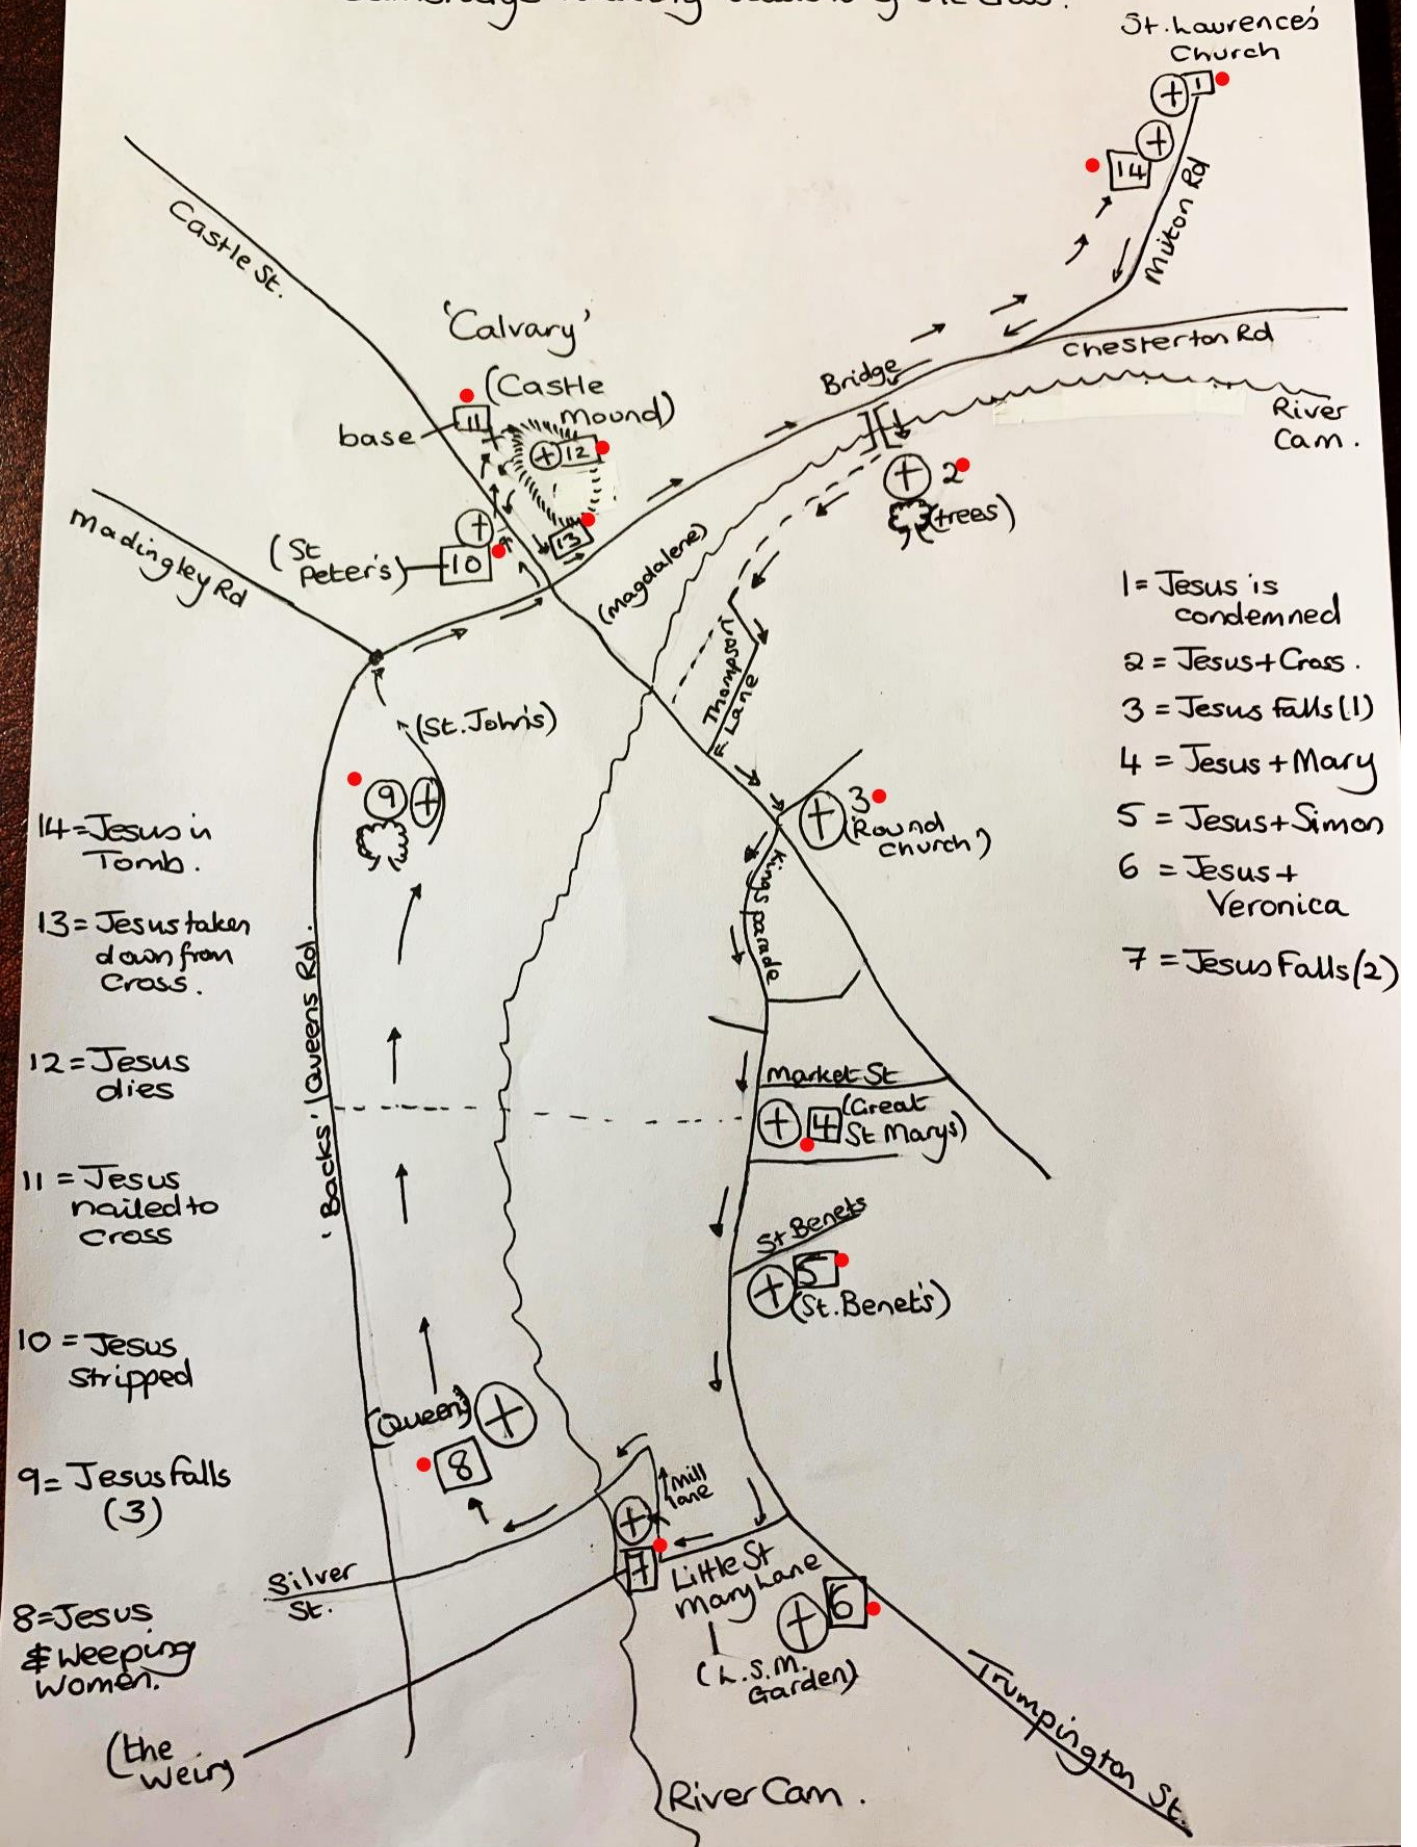 Cambridge
of the Cross.
St. Laurence's
Church
1
14
Milton Rd
Castle St.
'Calvary'
(Castle
mound)
11
base
12
13
Bridge
Chesterton Rd
River
Cam.
2
(trees)
Madingley Rd
(St
Peter's)
10
(Magdalene)
Thompson
Lane
1 = Jesus is
condemned
2 = Jesus + Cross.
3 = Jesus falls (1)
4 = Jesus + Mary
5 = Jesus + Simon
6 = Jesus +
Veronica
7 = Jesus Falls (2)
(St. John's)
9
3
(Round
church)
Kings parade
'Backs' (Queens Rd.
14 = Jesus in
Tomb.
13 = Jesus taken
down from
Cross.
12 = Jesus
dies
11 = Jesus
nailed to
cross
10 = Jesus
stripped
9 = Jesus falls
(3)
8 = Jesus
& Weeping
Women.
Market St
4
(Great
St Marys)
St Benets
5
(St. Benet's)
(Queens)
8
Mill
lane
7
Little St
Mary Lane
6
(L.S.M.
Garden)
Silver
St.
(the
Weir)
River Cam.
Trumpington St.